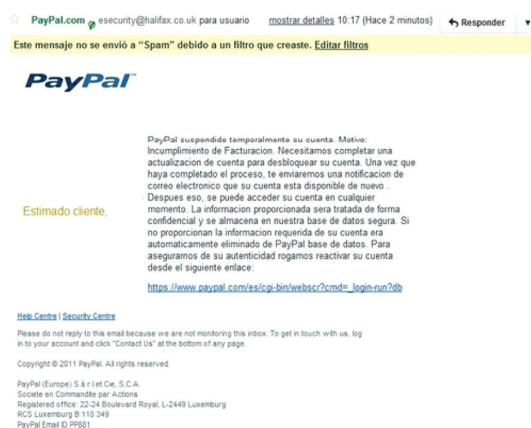 PayPal.com esecurity@halifax.co.uk para usuario mostrar detalles 10:17 (Hace 2 minutos) Responder
Este mensaje no se envió a "Spam" debido a un filtro que creaste. Editar filtros
PayPal
PayPal suspendido temporalmente su cuenta. Motivo:
Incumplimiento de Facturacion. Necesitamos completar una
actualizacion de cuenta para desbloquear su cuenta. Una vez que
haya completado el proceso, te enviaremos una notificacion de
correo electronico que su cuenta esta disponible de nuevo .
Despues eso, se puede acceder su cuenta en cualquier
Estimado cliente, momento. La informacion proporcionada sera tratada de forma
confidencial y se almacena en nuestra base datos segura. Si
no proporcionan la informacion requerida de su cuenta era
automaticamente eliminado de PayPal base de datos. Para
asegurarnos de su autenticidad rogamos reactivar su cuenta
desde el siguiente enlace:
https://www.paypal.com/es/cgi-bin/webscr?cmd=_login-run?db
Help Centre | Security Centre
Please do not reply to this email because we are not monitoring this inbox. To get in touch with us, log
in to your account and click "Contact Us" at the bottom of any page.
Copyright © 2011 PayPal. All rights reserved.
PayPal (Europe) S.à r.l et Cie, S.C.A.
Societe en Commandite par Actions
Registered office: 22-24 Boulevard Royal, L-2449 Luxemburg
RCS Luxemburg B 118 349
PayPal Email ID PP881